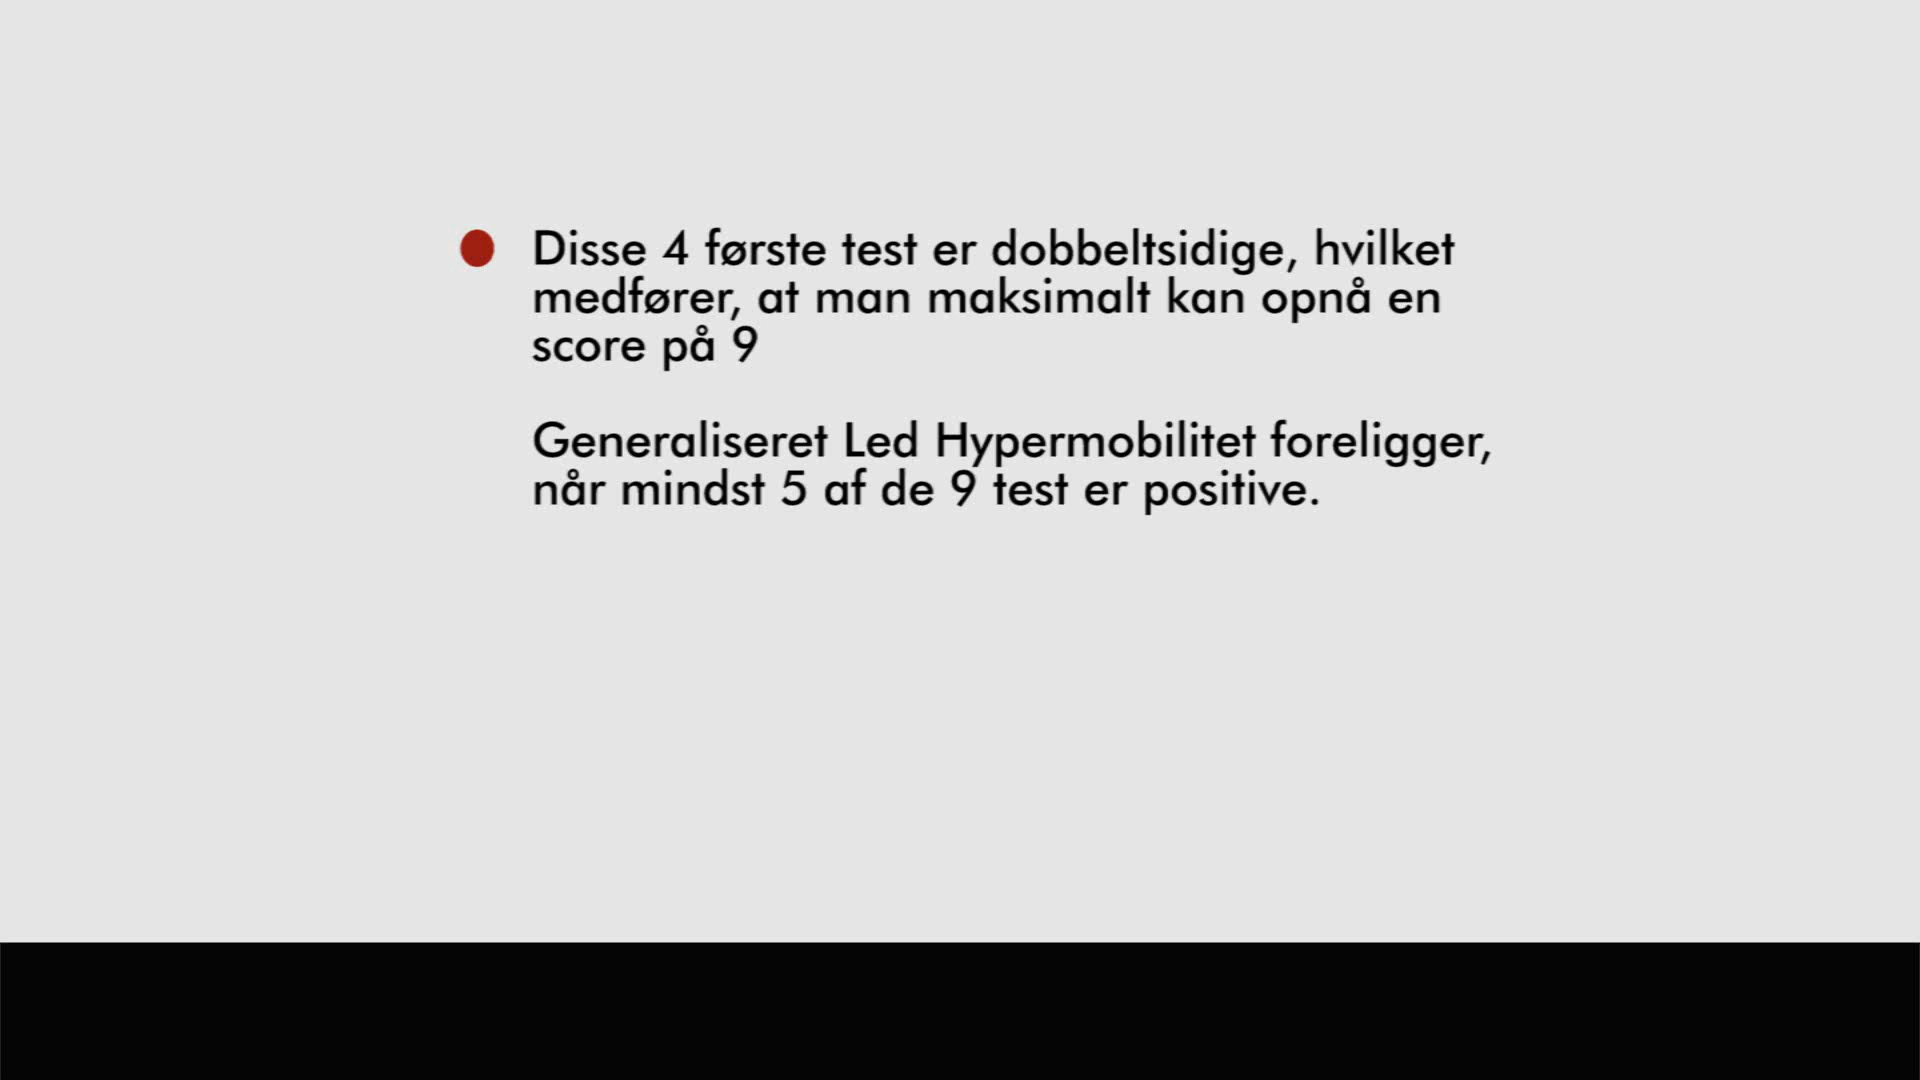 Disse 4 første test er dobbeltsidige, hvilket
medfører, at man maksimalt kan opnå en
score på 9
Generaliseret Led Hypermobilitet foreligger,
når mindst 5 af de 9 test er positive.